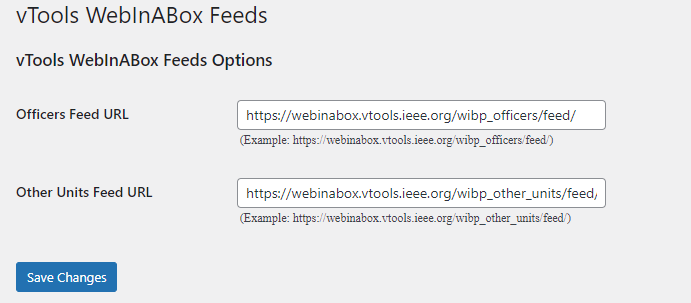 vTools WebInABox Feeds
vTools WebInABox Feeds Options
Officers Feed URL
https://webinabox.vtools.ieee.org/wibp_officers/feed/
(Example: https://webinabox.vtools.ieee.org/wibp_officers/feed/)
Other Units Feed URL
https://webinabox.vtools.ieee.org/wibp_other_units/feed/
(Example: https://webinabox.vtools.ieee.org/wibp_other_units/feed/)
Save Changes